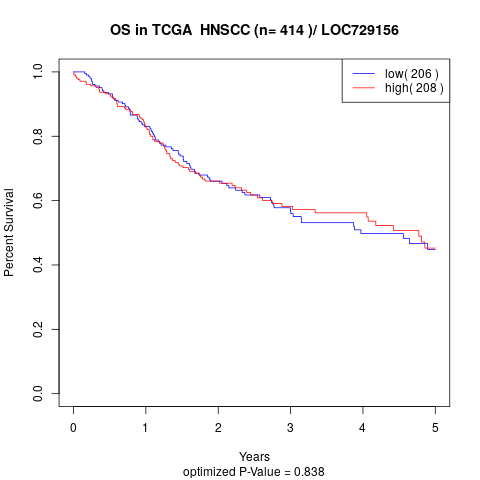 OS in TCGA  HNSCC (n= 414 )/ LOC729156
low( 206 )
high( 208 )
Percent Survival
1.0
0.8
0.6
0.4
0.2
0.0
0 1 2 3 4 5
Years
optimized P-Value = 0.838